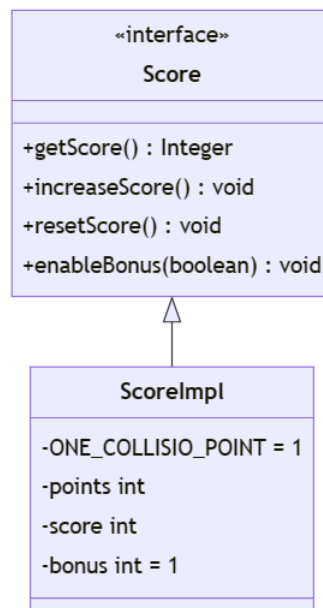 «interface»
Score
+getScore() : Integer
+increaseScore() : void
+resetScore() : void
+enableBonus(boolean) : void
ScoreImpl
-ONE_COLLISIO_POINT = 1
-points int
-score int
-bonus int = 1